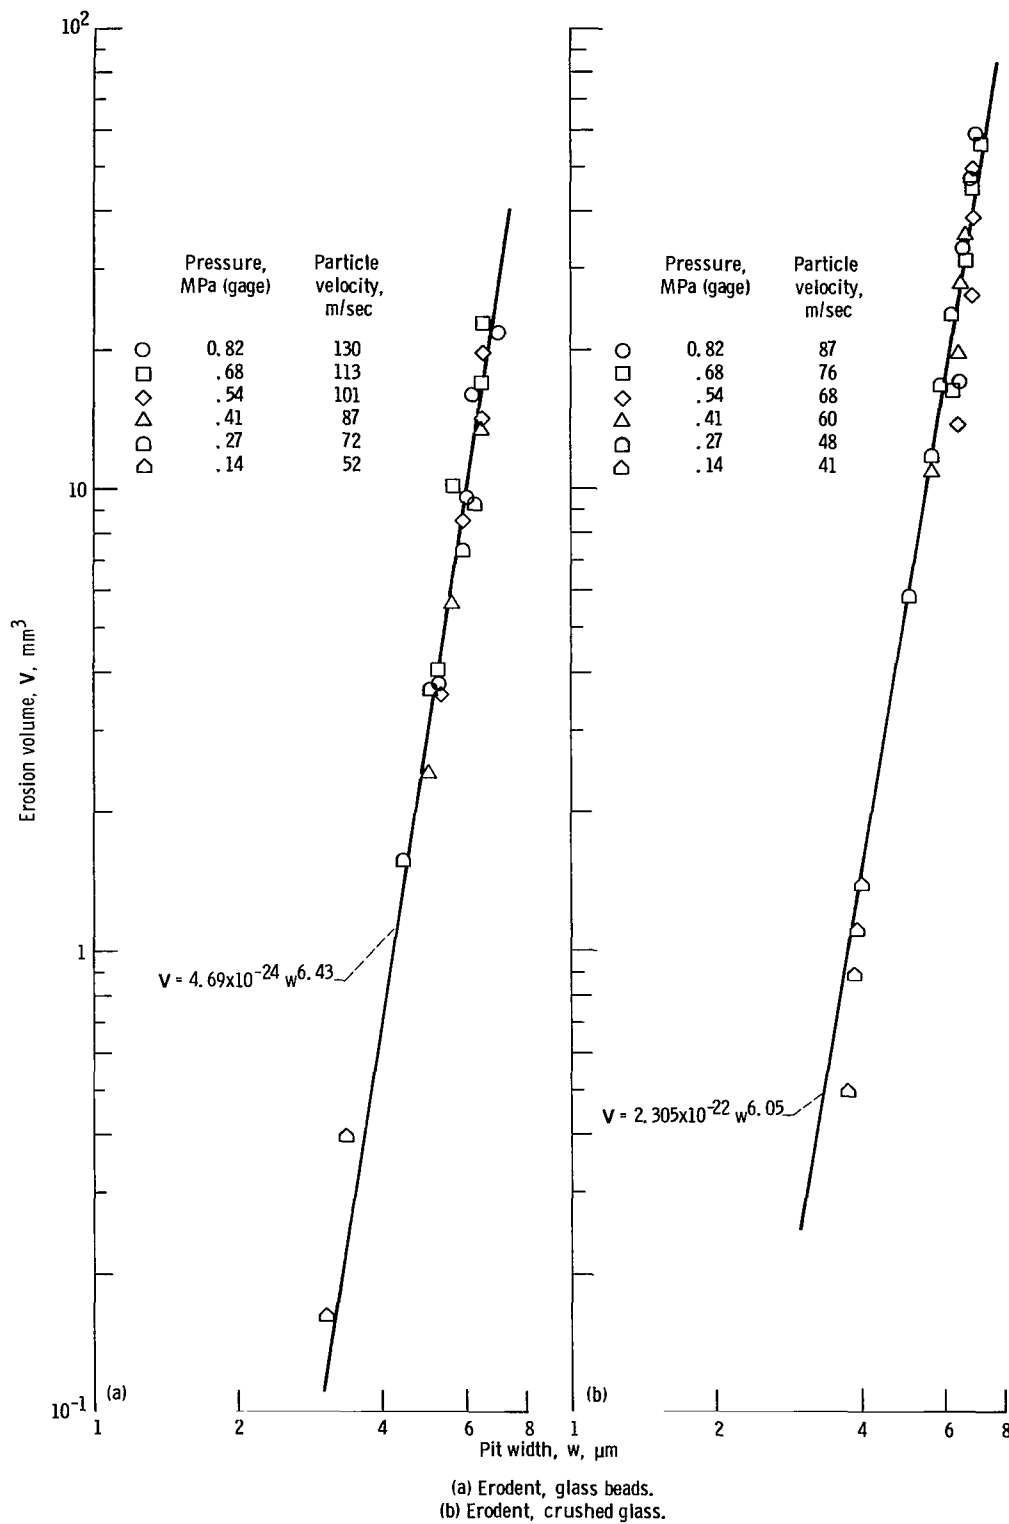 10²
Erosion volume, V, mm³
10
1
10⁻¹
Pressure, MPa (gage) Particle velocity, m/sec
0.82 130
.68 113
.54 101
.41 87
.27 72
.14 52
V = 4.69x10⁻²⁴ w⁶·⁴³
(a)
1 2 4 6 8
Pressure, MPa (gage) Particle velocity, m/sec
0.82 87
.68 76
.54 68
.41 60
.27 48
.14 41
V = 2.305x10⁻²² w⁶·⁰⁵
(b)
1 2 4 6 8
Pit width, w, μm
(a) Erodent, glass beads.
(b) Erodent, crushed glass.